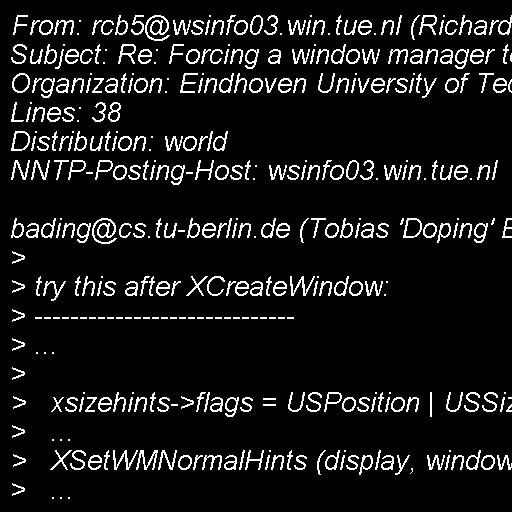 From: rcb5@wsinfo03.win.tue.nl (Richard
Subject: Re: Forcing a window manager t
Organization: Eindhoven University of Tec
Lines: 38
Distribution: world
NNTP-Posting-Host: wsinfo03.win.tue.nl

bading@cs.tu-berlin.de (Tobias 'Doping' B
>
> try this after XCreateWindow:
> -----------------------------
> ...
>
>   xsizehints->flags = USPosition | USSiz
>   ...
>   XSetWMNormalHints (display, window
>   ...